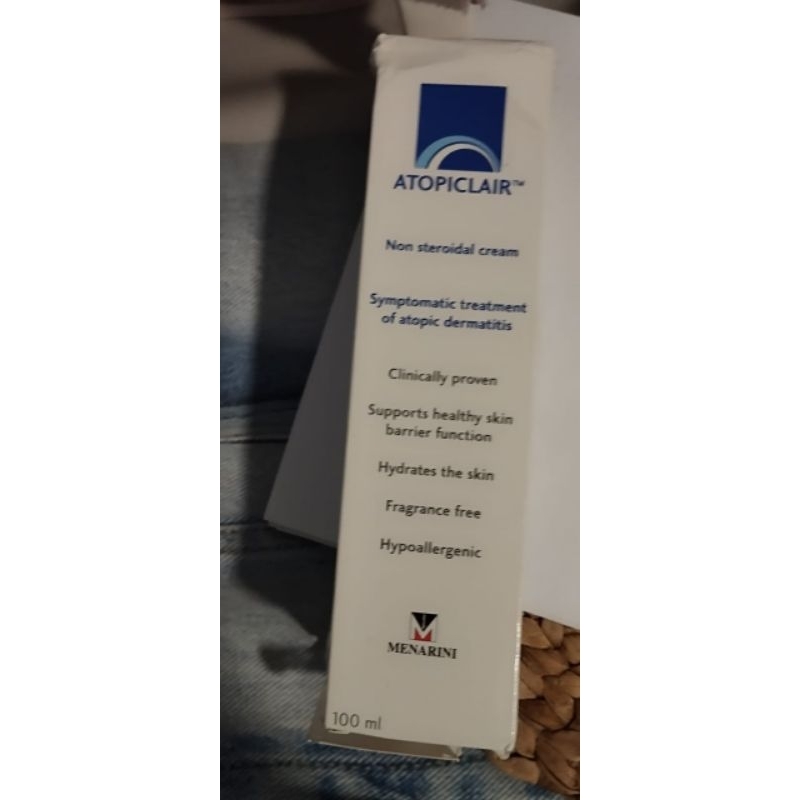 ATOPICLAIR™
Non steroidal cream
Symptomatic treatment
of atopic dermatitis
Clinically proven
Supports healthy skin
barrier function
Hydrates the skin
Fragrance free
Hypoallergenic
M
MENARINI
100 ml